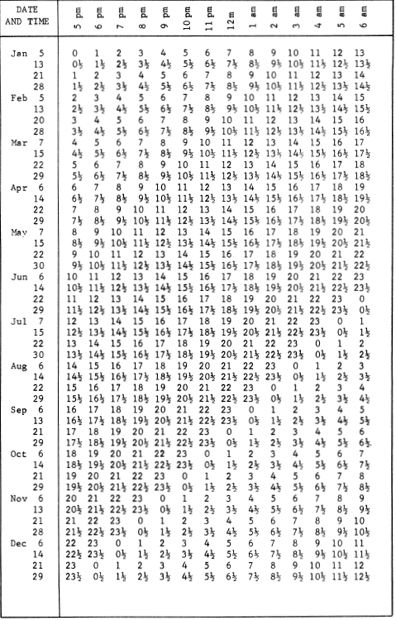 DATE AND TIME 5 pm 6 pm 7 pm 8 pm 9 pm 10 pm 11 pm 12m 1 am 2 am 3 am 4 am 5 am 6 am
Jan 5 0 1 2 3 4 5 6 7 8 9 10 11 12 13
13 0½ 1½ 2½ 3½ 4½ 5½ 6½ 7½ 8½ 9½ 10½ 11½ 12½ 13½
21 1 2 3 4 5 6 7 8 9 10 11 12 13 14
28 1½ 2½ 3½ 4½ 5½ 6½ 7½ 8½ 9½ 10½ 11½ 12½ 13½ 14½
Feb 5 2 3 4 5 6 7 8 9 10 11 12 13 14 15
13 2½ 3½ 4½ 5½ 6½ 7½ 8½ 9½ 10½ 11½ 12½ 13½ 14½ 15½
20 3 4 5 6 7 8 9 10 11 12 13 14 15 16
28 3½ 4½ 5½ 6½ 7½ 8½ 9½ 10½ 11½ 12½ 13½ 14½ 15½ 16½
Mar 7 4 5 6 7 8 9 10 11 12 13 14 15 16 17
15 4½ 5½ 6½ 7½ 8½ 9½ 10½ 11½ 12½ 13½ 14½ 15½ 16½ 17½
22 5 6 7 8 9 10 11 12 13 14 15 16 17 18
29 5½ 6½ 7½ 8½ 9½ 10½ 11½ 12½ 13½ 14½ 15½ 16½ 17½ 18½
Apr 6 6 7 8 9 10 11 12 13 14 15 16 17 18 19
14 6½ 7½ 8½ 9½ 10½ 11½ 12½ 13½ 14½ 15½ 16½ 17½ 18½ 19½
22 7 8 9 10 11 12 13 14 15 16 17 18 19 20
29 7½ 8½ 9½ 10½ 11½ 12½ 13½ 14½ 15½ 16½ 17½ 18½ 19½ 20½
May 7 8 9 10 11 12 13 14 15 16 17 18 19 20 21
15 8½ 9½ 10½ 11½ 12½ 13½ 14½ 15½ 16½ 17½ 18½ 19½ 20½ 21½
22 9 10 11 12 13 14 15 16 17 18 19 20 21 22
30 9½ 10½ 11½ 12½ 13½ 14½ 15½ 16½ 17½ 18½ 19½ 20½ 21½ 22½
Jun 6 10 11 12 13 14 15 16 17 18 19 20 21 22 23
14 10½ 11½ 12½ 13½ 14½ 15½ 16½ 17½ 18½ 19½ 20½ 21½ 22½ 23½
22 11 12 13 14 15 16 17 18 19 20 21 22 23 0
29 11½ 12½ 13½ 14½ 15½ 16½ 17½ 18½ 19½ 20½ 21½ 22½ 23½ 0½
Jul 7 12 13 14 15 16 17 18 19 20 21 22 23 0 1
15 12½ 13½ 14½ 15½ 16½ 17½ 18½ 19½ 20½ 21½ 22½ 23½ 0½ 1½
22 13 14 15 16 17 18 19 20 21 22 23 0 1 2
30 13½ 14½ 15½ 16½ 17½ 18½ 19½ 20½ 21½ 22½ 23½ 0½ 1½ 2½
Aug 6 14 15 16 17 18 19 20 21 22 23 0 1 2 3
14 14½ 15½ 16½ 17½ 18½ 19½ 20½ 21½ 22½ 23½ 0½ 1½ 2½ 3½
22 15 16 17 18 19 20 21 22 23 0 1 2 3 4
29 15½ 16½ 17½ 18½ 19½ 20½ 21½ 22½ 23½ 0½ 1½ 2½ 3½ 4½
Sep 6 16 17 18 19 20 21 22 23 0 1 2 3 4 5
13 16½ 17½ 18½ 19½ 20½ 21½ 22½ 23½ 0½ 1½ 2½ 3½ 4½ 5½
21 17 18 19 20 21 22 23 0 1 2 3 4 5 6
29 17½ 18½ 19½ 20½ 21½ 22½ 23½ 0½ 1½ 2½ 3½ 4½ 5½ 6½
Oct 6 18 19 20 21 22 23 0 1 2 3 4 5 6 7
14 18½ 19½ 20½ 21½ 22½ 23½ 0½ 1½ 2½ 3½ 4½ 5½ 6½ 7½
21 19 20 21 22 23 0 1 2 3 4 5 6 7 8
29 19½ 20½ 21½ 22½ 23½ 0½ 1½ 2½ 3½ 4½ 5½ 6½ 7½ 8½
Nov 6 20 21 22 23 0 1 2 3 4 5 6 7 8 9
13 20½ 21½ 22½ 23½ 0½ 1½ 2½ 3½ 4½ 5½ 6½ 7½ 8½ 9½
21 21 22 23 0 1 2 3 4 5 6 7 8 9 10
28 21½ 22½ 23½ 0½ 1½ 2½ 3½ 4½ 5½ 6½ 7½ 8½ 9½ 10½
Dec 6 22 23 0 1 2 3 4 5 6 7 8 9 10 11
14 22½ 23½ 0½ 1½ 2½ 3½ 4½ 5½ 6½ 7½ 8½ 9½ 10½ 11½
21 23 0 1 2 3 4 5 6 7 8 9 10 11 12
29 23½ 0½ 1½ 2½ 3½ 4½ 5½ 6½ 7½ 8½ 9½ 10½ 11½ 12½